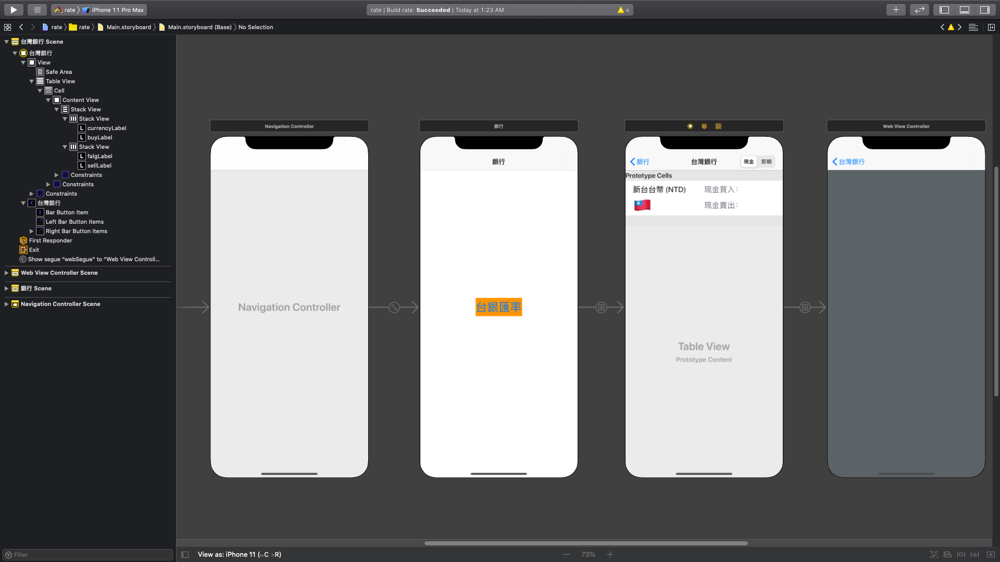 rate 〉 iPhone 11 Pro Max
rate | Build rate: Succeeded | Today at 1:23 AM
4
rate 〉 rate 〉 Main.storyboard 〉 Main.storyboard (Base) 〉 No Selection
台灣銀行 Scene
台灣銀行
View
Safe Area
Table View
Cell
Content View
Stack View
Stack View
L currencyLabel
L buyLabel
Stack View
L falgLabel
L sellLabel
Constraints
Constraints
Constraints
台灣銀行
Bar Button Item
Left Bar Button Items
Right Bar Button Items
First Responder
Exit
Show segue “webSegue” to “Web View Controll...
Web View Controller Scene
銀行 Scene
Navigation Controller Scene
Filter
Navigation Controller
Navigation Controller
銀行
銀行
台銀匯率
銀行
台灣銀行
現金
即期
Prototype Cells
新台台幣 (NTD)
現金買入：
現金賣出：
Table View
Prototype Content
Web View Controller
台灣銀行
View as: iPhone 11 (wC hR)
73%